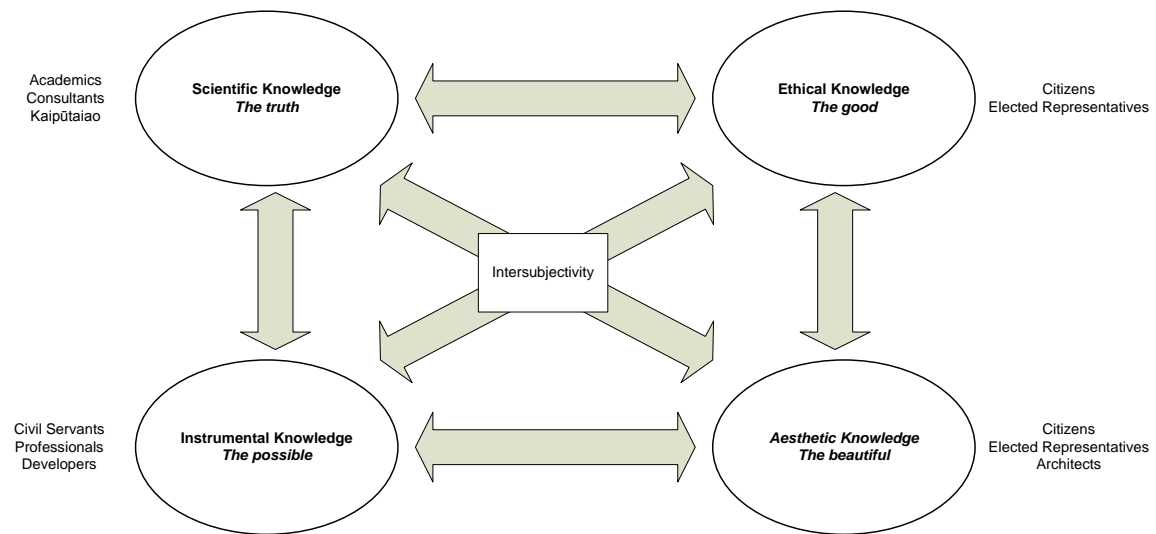 Academics
Consultants
Kaipūtaiao
Scientific Knowledge
The truth
Ethical Knowledge
The good
Citizens
Elected Representatives
Intersubjectivity
Civil Servants
Professionals
Developers
Instrumental Knowledge
The possible
Aesthetic Knowledge
The beautiful
Citizens
Elected Representatives
Architects